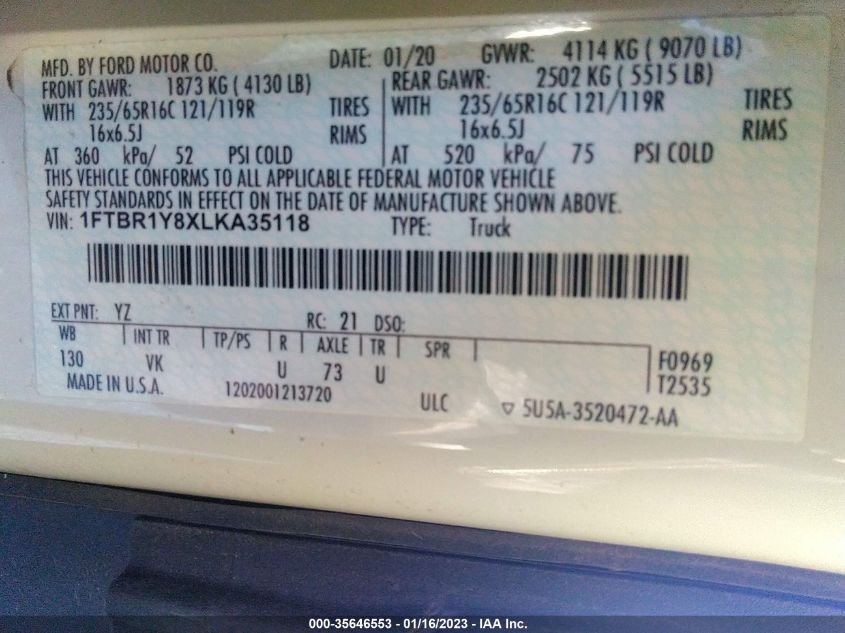 MFD. BY FORD MOTOR CO. DATE: 01/20 GVWR: 4114 KG ( 9070 LB)
FRONT GAWR: 1873 KG ( 4130 LB) REAR GAWR: 2502 KG ( 5515 LB)
WITH 235/65R16C 121/119R TIRES WITH 235/65R16C 121/119R TIRES
16x6.5J RIMS 16x6.5J RIMS
AT 360 kPa/ 52 PSI COLD AT 520 kPa/ 75 PSI COLD
THIS VEHICLE CONFORMS TO ALL APPLICABLE FEDERAL MOTOR VEHICLE
SAFETY STANDARDS IN EFFECT ON THE DATE OF MANUFACTURE SHOWN ABOVE.
VIN: 1FTBR1Y8XLKA35118 TYPE: Truck
EXT PNT: YZ RC: 21 DSO:
WB INT TR TP/PS R AXLE TR SPR
130 VK U 73 U F0969
T2535
MADE IN U.S.A. 1202001213720 ULC ▽ 5U5A-3520472-AA
000-35646553 - 01/16/2023 - IAA Inc.